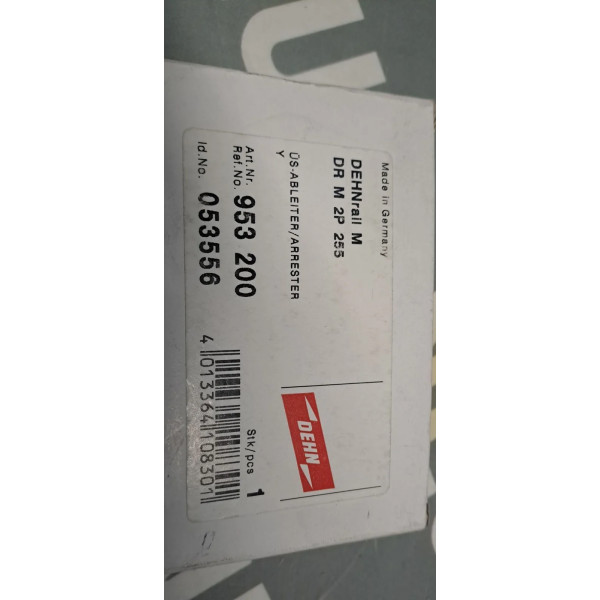 Made in Germany
DEHNrail M
DR M 2P 255
ÜS-ABLEITER/ARRESTER
Y
Art.Nr.
Ref.No. 953 200
Id.No. 053556
DEHN
Stk/pcs 1
4 013364 108301
U